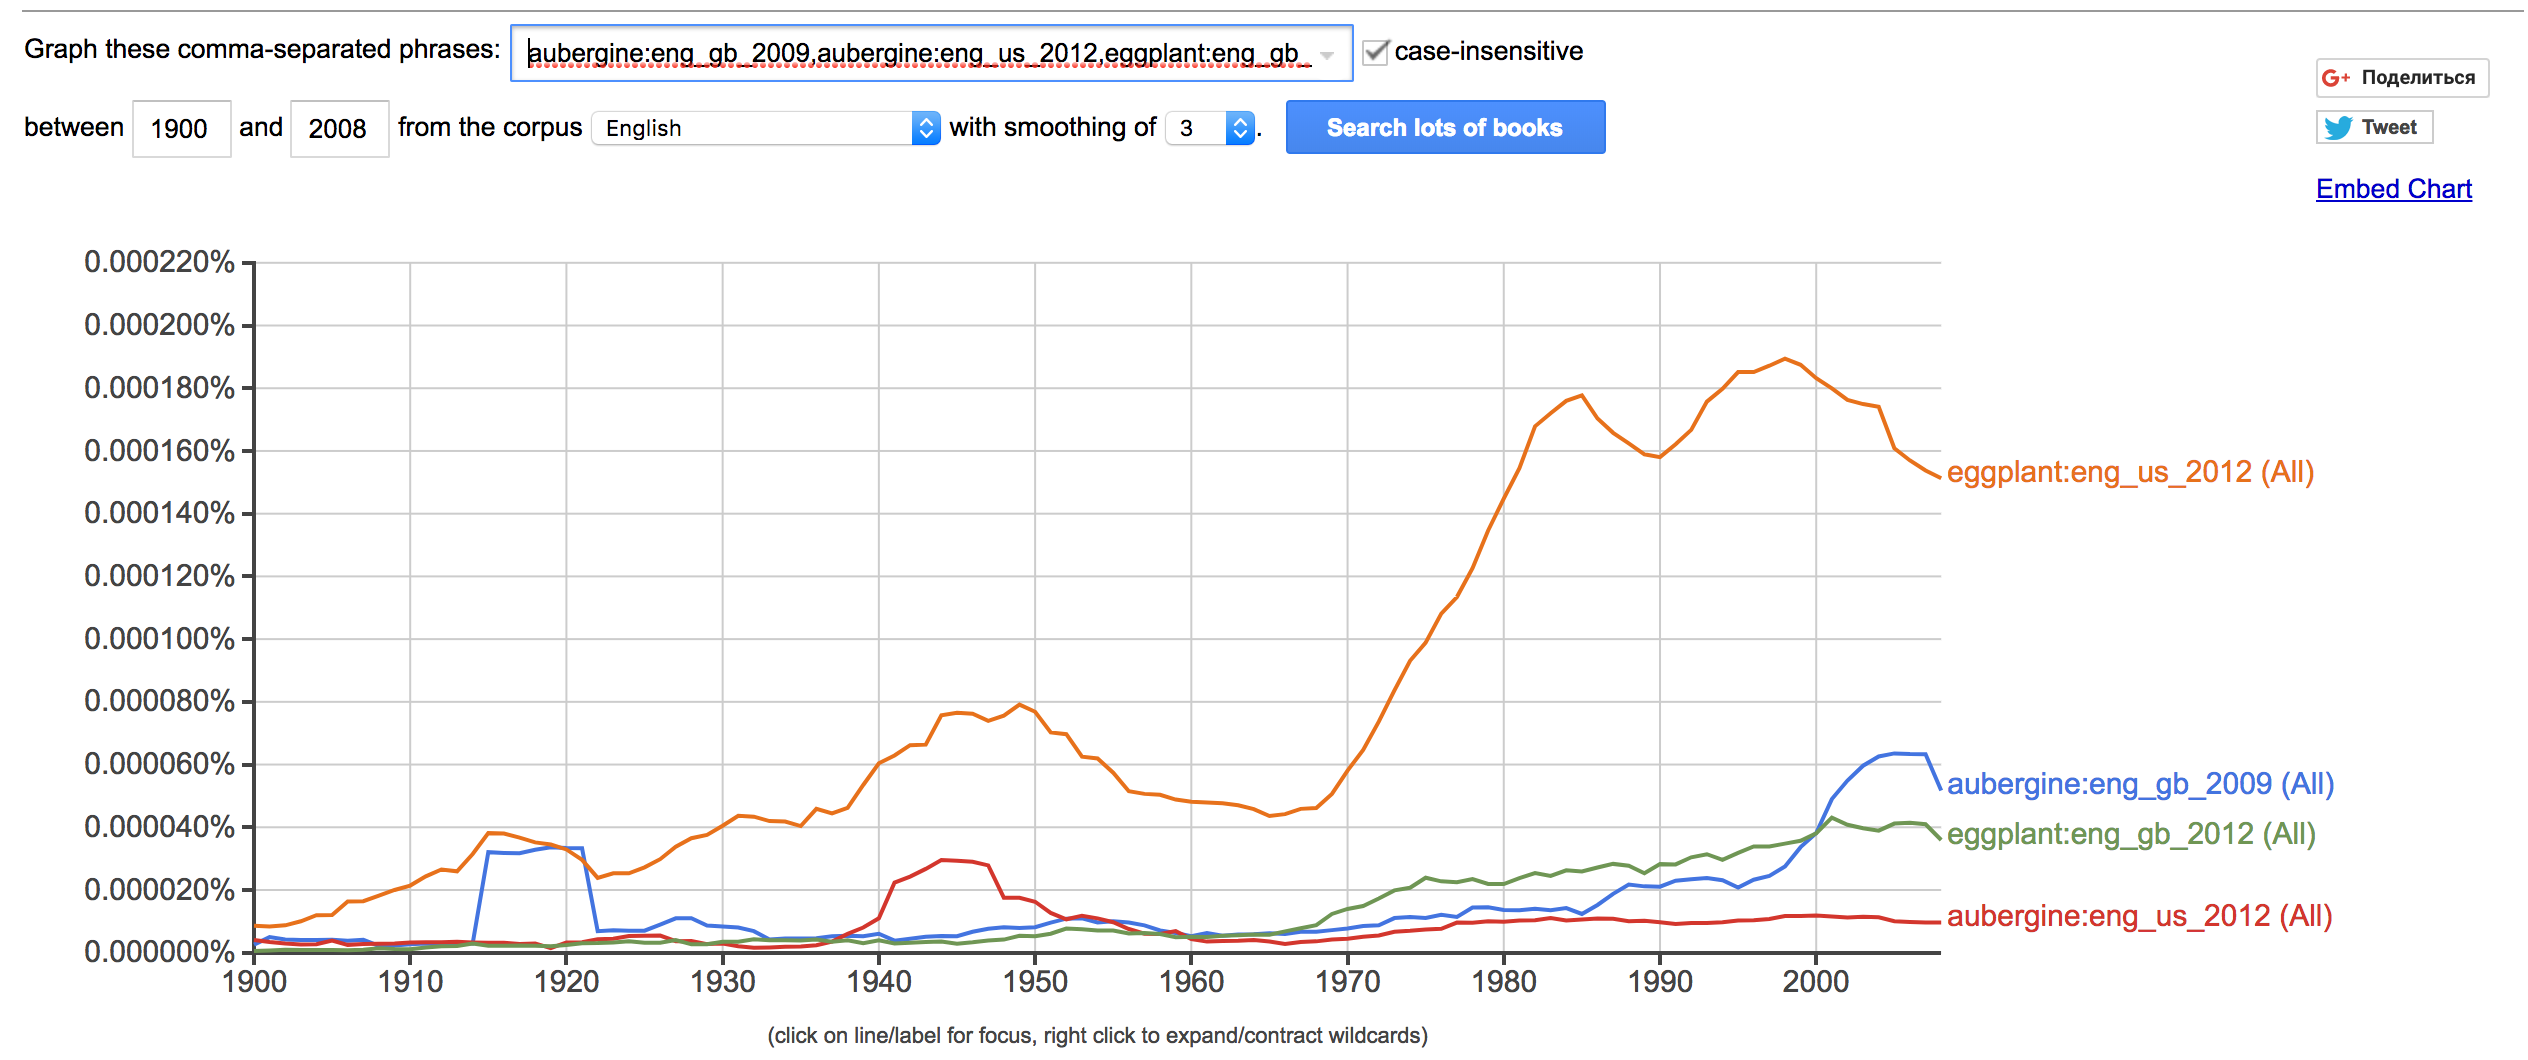 Graph these comma-separated phrases: aubergine:eng_gb_2009,aubergine:eng_us_2012,eggplant:eng_gb_ case-insensitive
between 1900 and 2008 from the corpus English with smoothing of 3 . Search lots of books
G+ Поделиться
Tweet
Embed Chart
0.000220%
0.000200%
0.000180%
0.000160%
0.000140%
0.000120%
0.000100%
0.000080%
0.000060%
0.000040%
0.000020%
0.000000%
eggplant:eng_us_2012 (All)
aubergine:eng_gb_2009 (All)
eggplant:eng_gb_2012 (All)
aubergine:eng_us_2012 (All)
1900 1910 1920 1930 1940 1950 1960 1970 1980 1990 2000
(click on line/label for focus, right click to expand/contract wildcards)